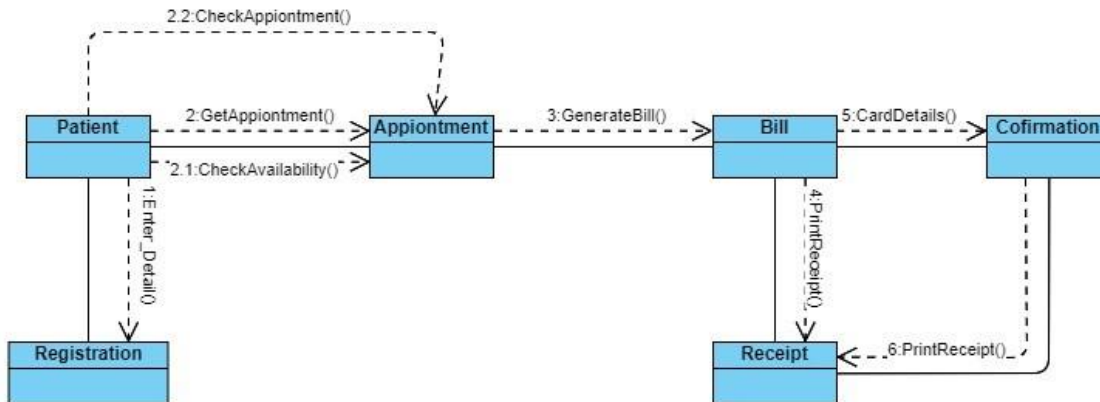 2.2:CheckAppiontment()
Patient
2:GetAppiontment()
Appiontment
3:GenerateBill()
Bill
5:CardDetails()
Cofirmation
2.1:CheckAvailability()
1:Enter_Detail()
4:PrintReceipt()
Registration
Receipt
6:PrintReceipt()